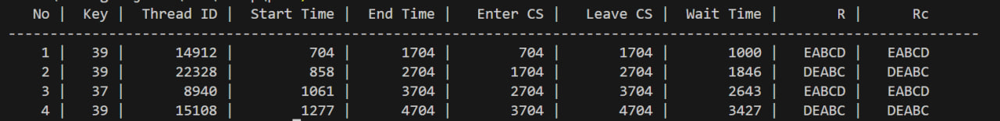 No | Key | Thread ID | Start Time | End Time | Enter CS | Leave CS | Wait Time | R | Rc
--------------------------------------------------------------------------------------------------------------------
1 | 39 | 14912 | 704 | 1704 | 704 | 1704 | 1000 | EABCD | EABCD
2 | 39 | 22328 | 858 | 2704 | 1704 | 2704 | 1846 | DEABC | DEABC
3 | 37 | 8940 | 1061 | 3704 | 2704 | 3704 | 2643 | EABCD | EABCD
4 | 39 | 15108 | 1277 | 4704 | 3704 | 4704 | 3427 | DEABC | DEABC